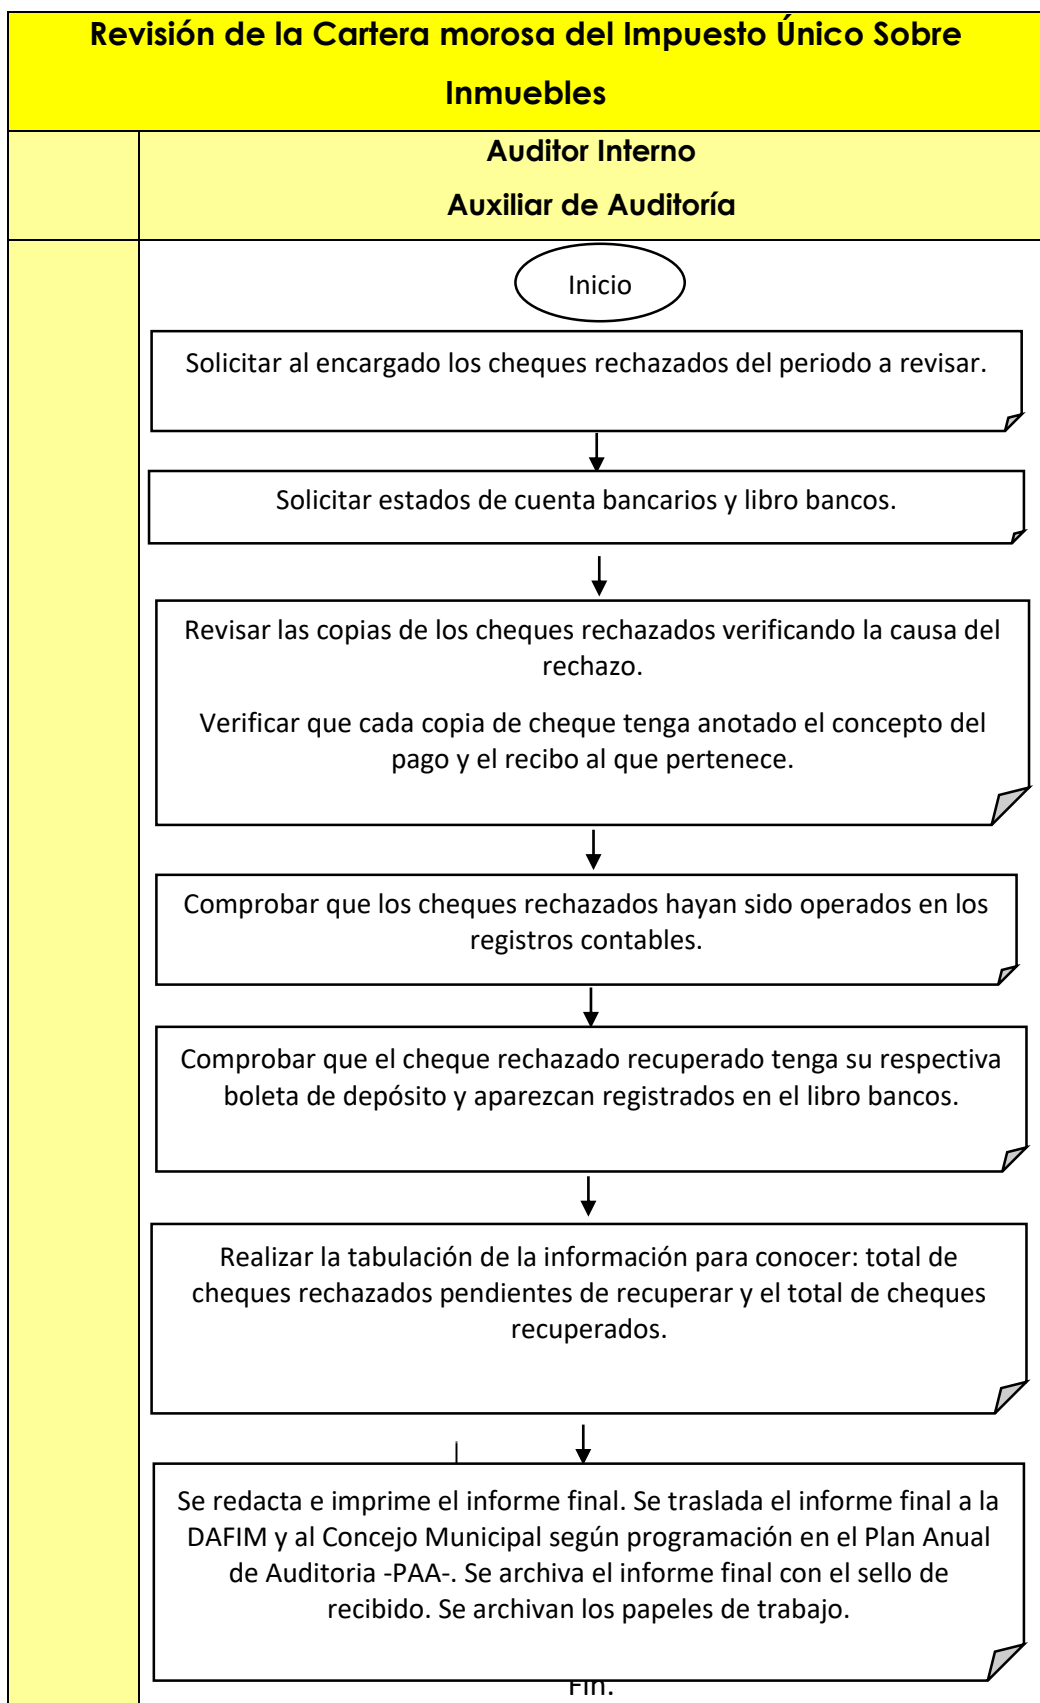 Revisión de la Cartera morosa del Impuesto Único Sobre
Inmuebles
Auditor Interno
Auxiliar de Auditoría
Inicio
Solicitar al encargado los cheques rechazados del periodo a revisar.
Solicitar estados de cuenta bancarios y libro bancos.
Revisar las copias de los cheques rechazados verificando la causa del
rechazo.
Verificar que cada copia de cheque tenga anotado el concepto del
pago y el recibo al que pertenece.
Comprobar que los cheques rechazados hayan sido operados en los
registros contables.
Comprobar que el cheque rechazado recuperado tenga su respectiva
boleta de depósito y aparezcan registrados en el libro bancos.
Realizar la tabulación de la información para conocer: total de
cheques rechazados pendientes de recuperar y el total de cheques
recuperados.
Se redacta e imprime el informe final. Se traslada el informe final a la
DAFIM y al Concejo Municipal según programación en el Plan Anual
de Auditoria -PAA-. Se archiva el informe final con el sello de
recibido. Se archivan los papeles de trabajo.
Fin.